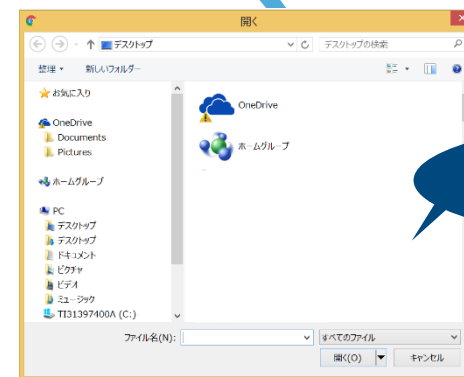 開く
デスクトップ
デスクトップの検索
整理
新しいフォルダー
お気に入り
OneDrive
Documents
Pictures
ホームグループ
PC
デスクトップ
デスクトップ
ドキュメント
ピクチャ
ビデオ
ミュージック
TI31397400A (C:)
OneDrive
ホームグループ
ファイル名(N):
すべてのファイル
開く(O)
キャンセル